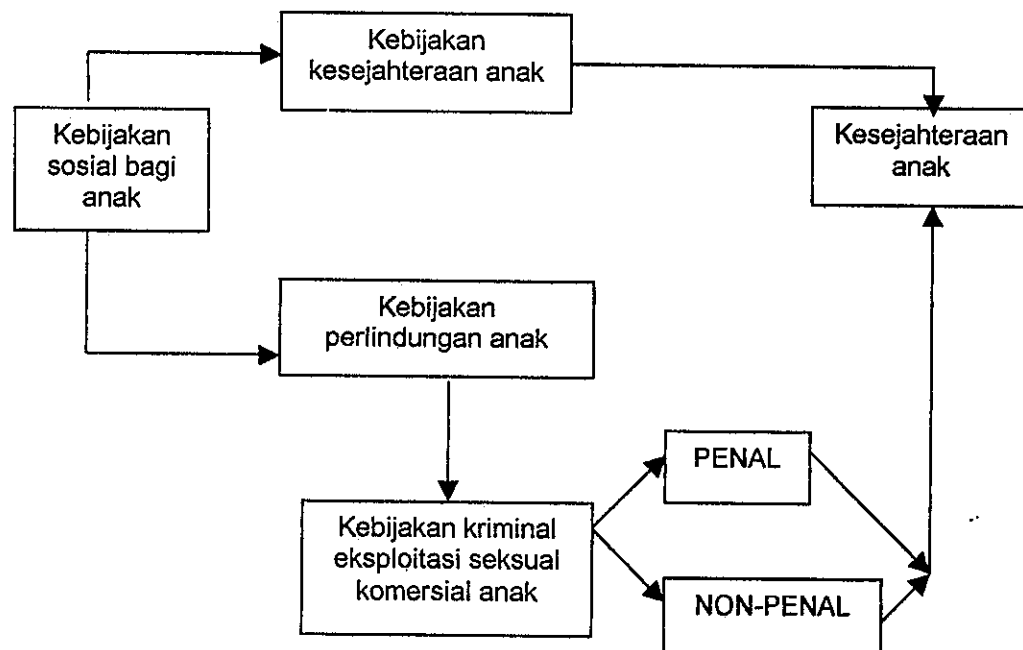 Kebijakan
kesejahteraan anak
Kebijakan
sosial bagi
anak
Kesejahteraan
anak
Kebijakan
perlindungan anak
PENAL
Kebijakan kriminal
eksploitasi seksual
komersial anak
NON-PENAL